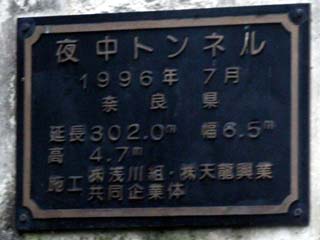 夜中トンネル
1996年 7月
奈良県
延長302.0m 幅6.5m
高 4.7m
施工 ㈱浅川組・㈱天龍興業
共同企業体